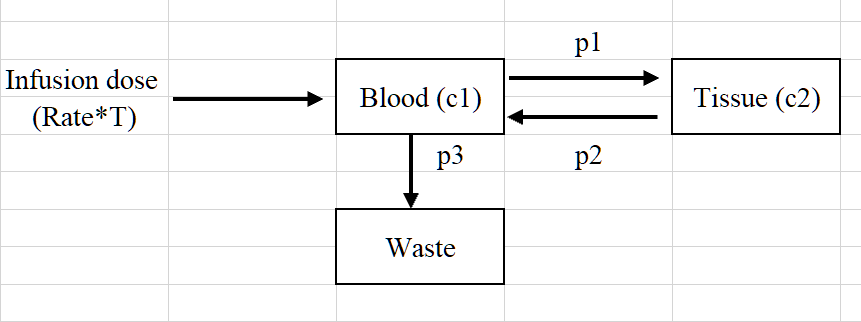 p1
Infusion dose
(Rate*T)
Blood (c1)
Tissue (c2)
p3
p2
Waste